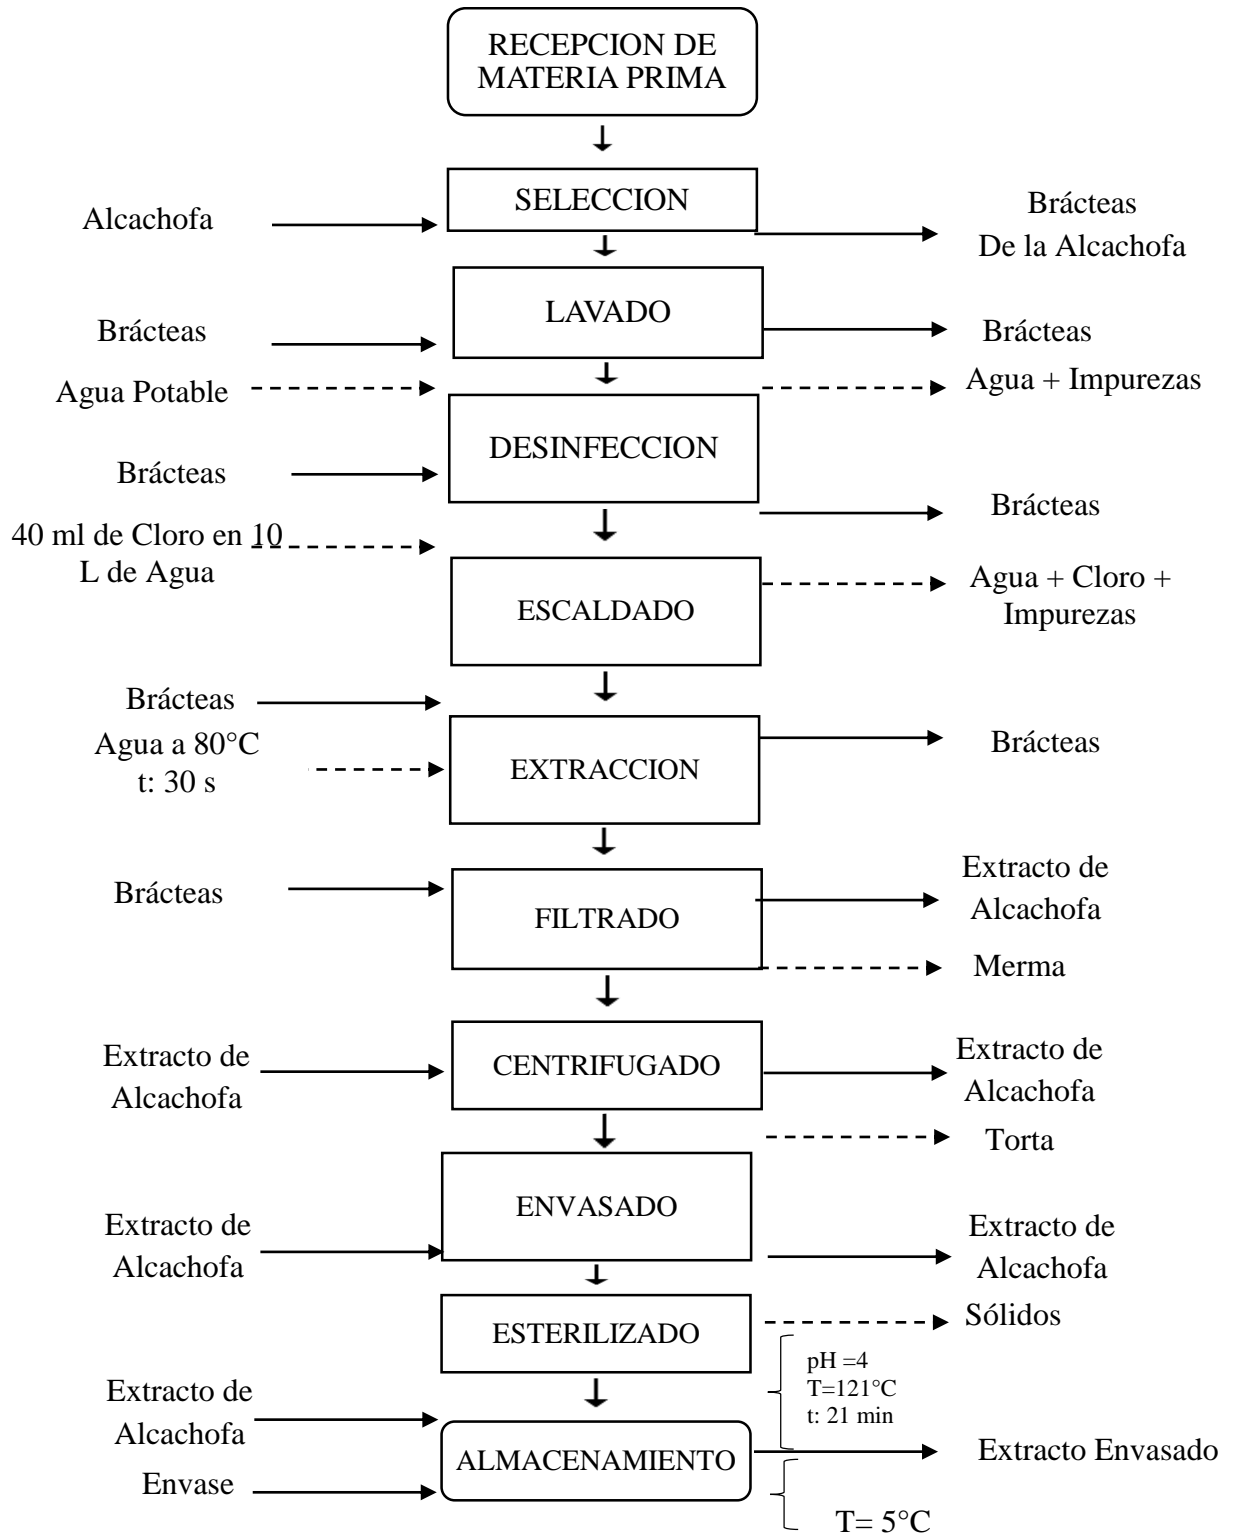 RECEPCION DE
MATERIA PRIMA
SELECCION
Alcachofa
Brácteas
De la Alcachofa
LAVADO
Brácteas
Brácteas
Agua Potable
Agua + Impurezas
DESINFECCION
Brácteas
Brácteas
40 ml de Cloro en 10
L de Agua
Agua + Cloro +
Impurezas
ESCALDADO
Brácteas
Agua a 80°C
t: 30 s
Brácteas
EXTRACCION
Brácteas
Extracto de
Alcachofa
FILTRADO
Merma
Extracto de
Alcachofa
CENTRIFUGADO
Extracto de
Alcachofa
Torta
ENVASADO
Extracto de
Alcachofa
Extracto de
Alcachofa
Sólidos
ESTERILIZADO
pH =4
T=121°C
t: 21 min
Extracto de
Alcachofa
ALMACENAMIENTO
Extracto Envasado
Envase
T= 5°C